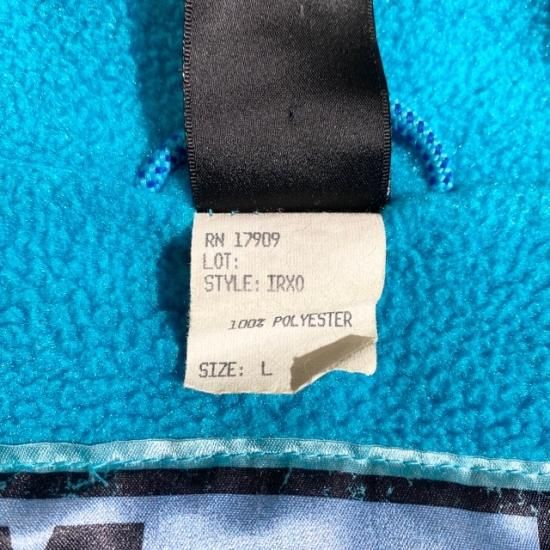 RN 17909
LOT:
STYLE: IRXO
100% POLYESTER
SIZE: L